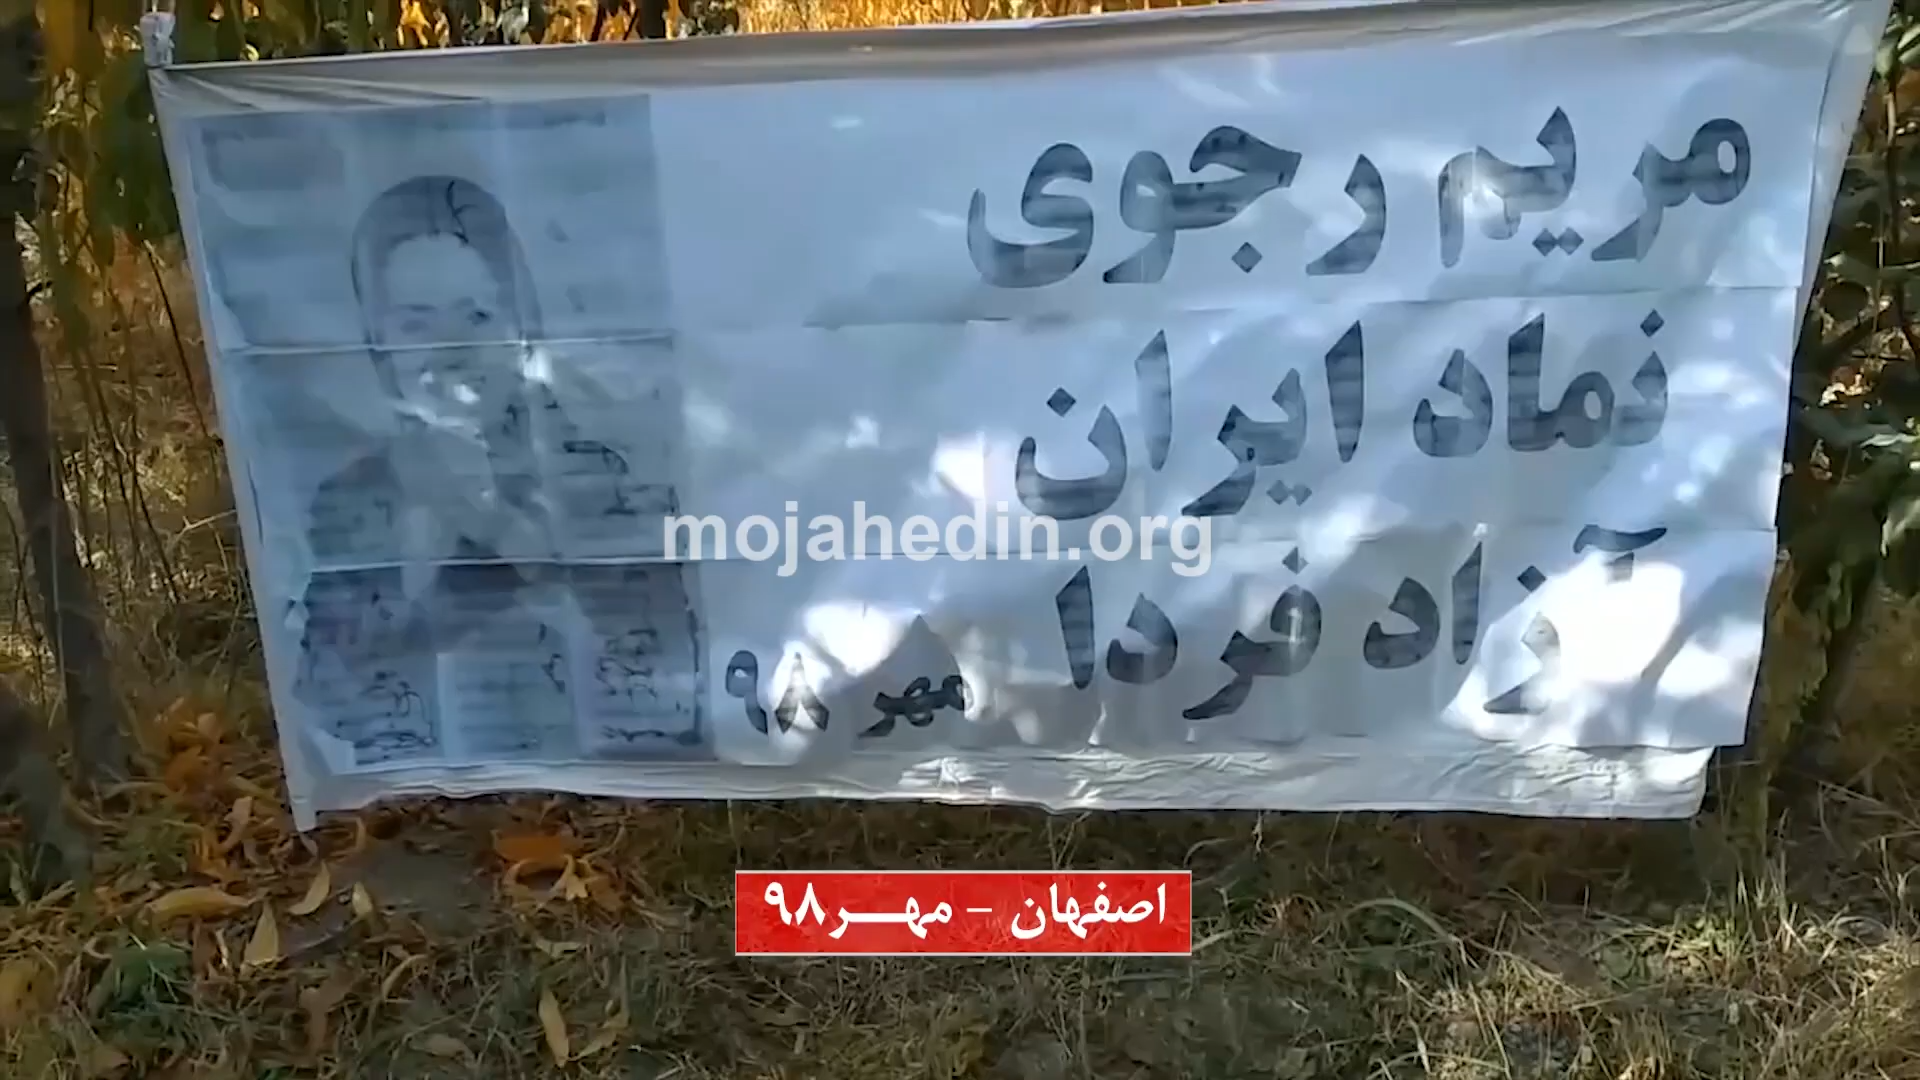 مریم رجوی
نماد ایران
آزاد فردا
مهر ۹۸
mojahedin.org
اصفهان - مهر۹۸